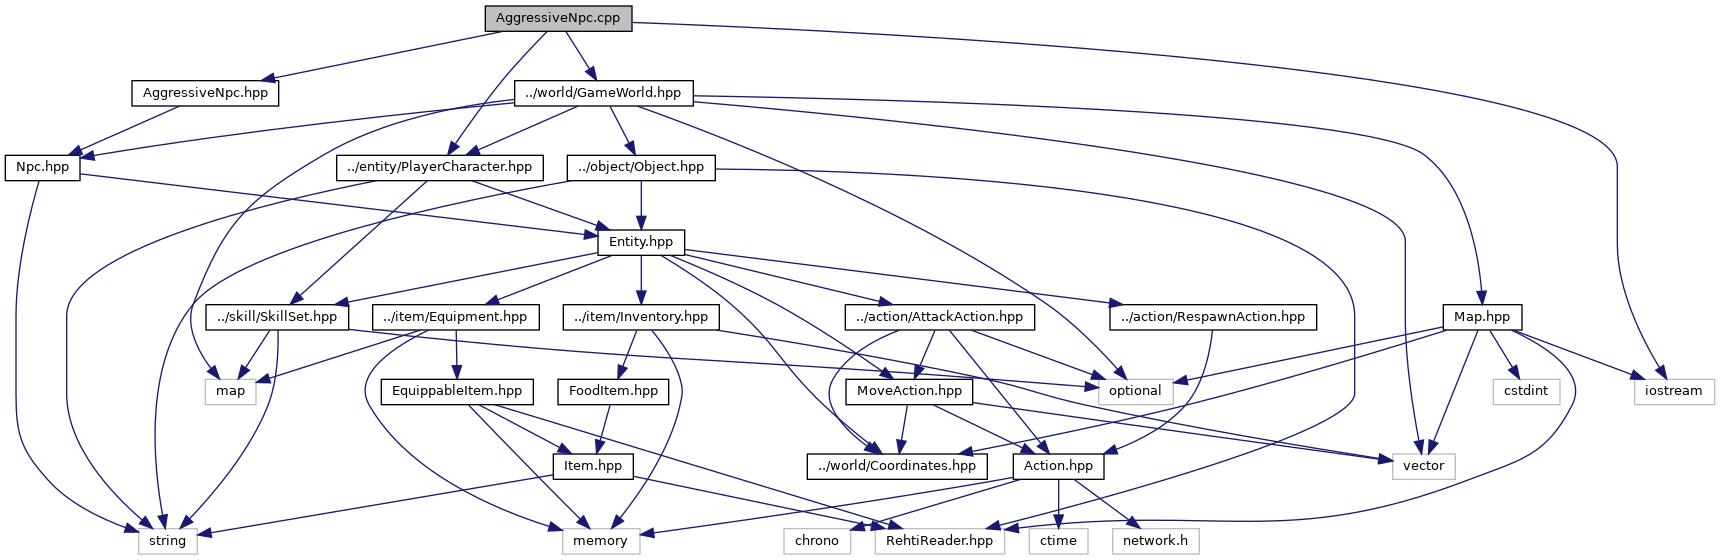 AggressiveNpc.cpp
AggressiveNpc.hpp
../world/GameWorld.hpp
Npc.hpp
../entity/PlayerCharacter.hpp
../object/Object.hpp
Entity.hpp
../skill/SkillSet.hpp
../item/Equipment.hpp
../item/Inventory.hpp
../action/AttackAction.hpp
../action/RespawnAction.hpp
Map.hpp
map
EquippableItem.hpp
FoodItem.hpp
MoveAction.hpp
optional
cstdint
iostream
Item.hpp
../world/Coordinates.hpp
Action.hpp
vector
string
memory
chrono
RehtiReader.hpp
ctime
network.h